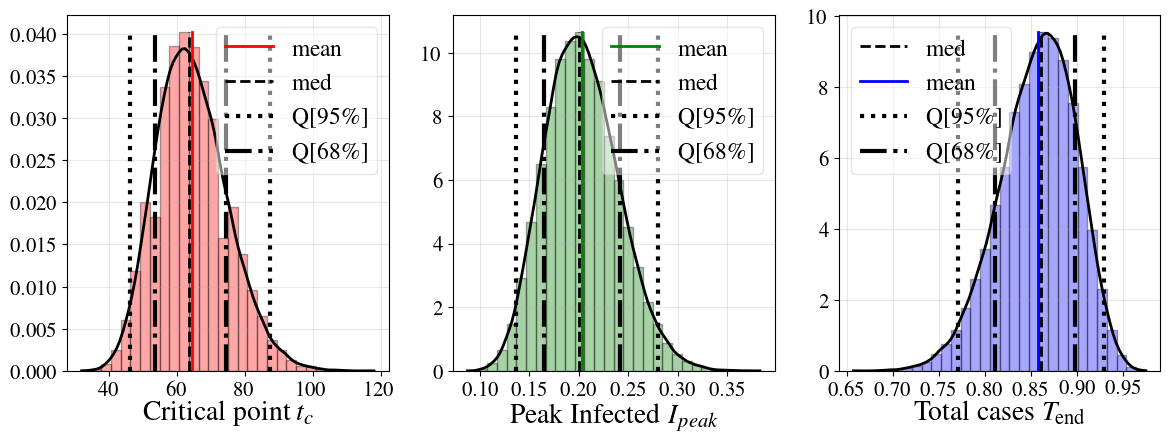 0.040
0.035
0.030
0.025
0.020
0.015
0.010
0.005
0.000
40
60
80
100
120
mean
med
Q[95%]
Q[68%]
Critical point t_c
10
8
6
4
2
0
0.10
0.15
0.20
0.25
0.30
0.35
mean
med
Q[95%]
Q[68%]
Peak Infected I_peak
10
8
6
4
2
0
0.65
0.70
0.75
0.80
0.85
0.90
0.95
med
mean
Q[95%]
Q[68%]
Total cases T_end